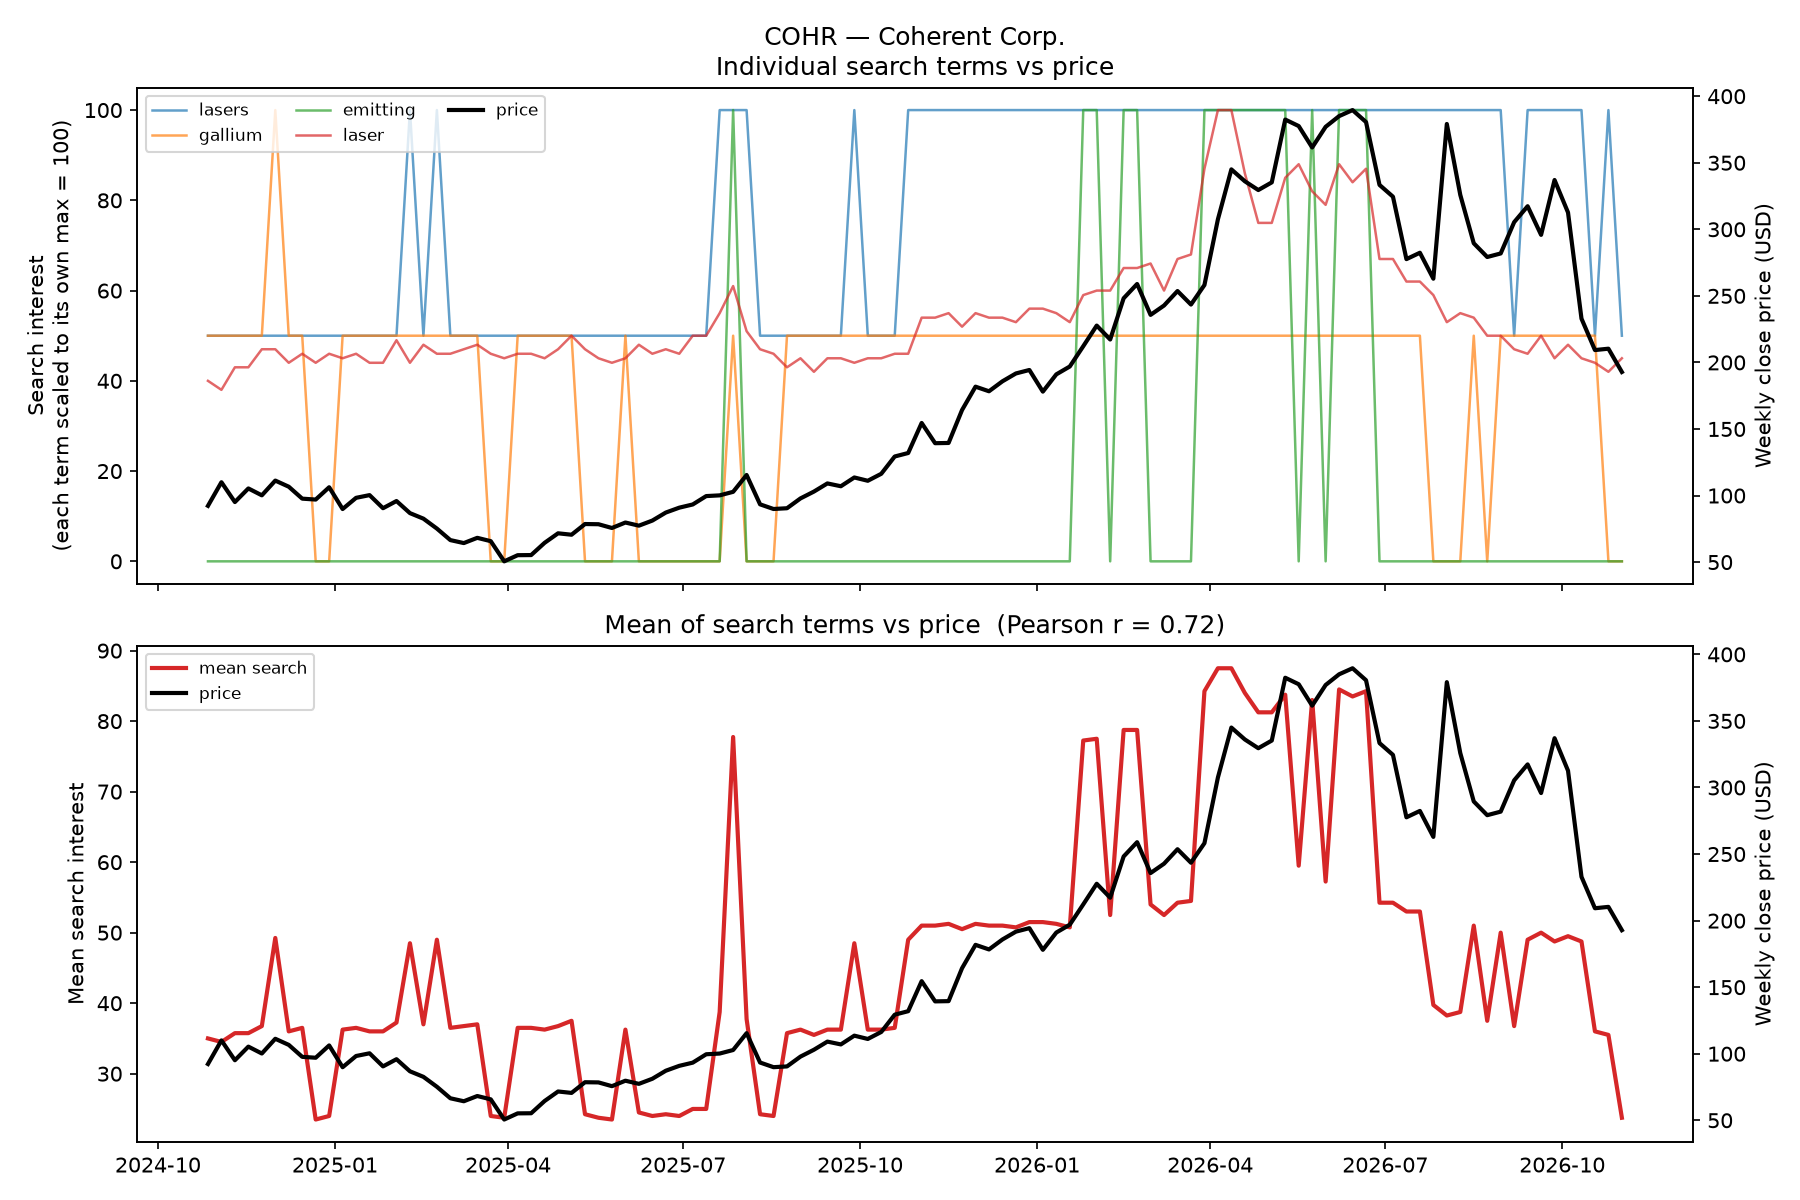 COHR — Coherent Corp.
Individual search terms vs price
lasers
gallium
emitting
laser
price
Search interest
(each term scaled to its own max = 100)
100
80
60
40
20
0
400
350
300
250
200
150
100
50
Weekly close price (USD)
Mean of search terms vs price  (Pearson r = 0.72)
mean search
price
Mean search interest
90
80
70
60
50
40
30
400
350
300
250
200
150
100
50
Weekly close price (USD)
2024-10
2025-01
2025-04
2025-07
2025-10
2026-01
2026-04
2026-07
2026-10